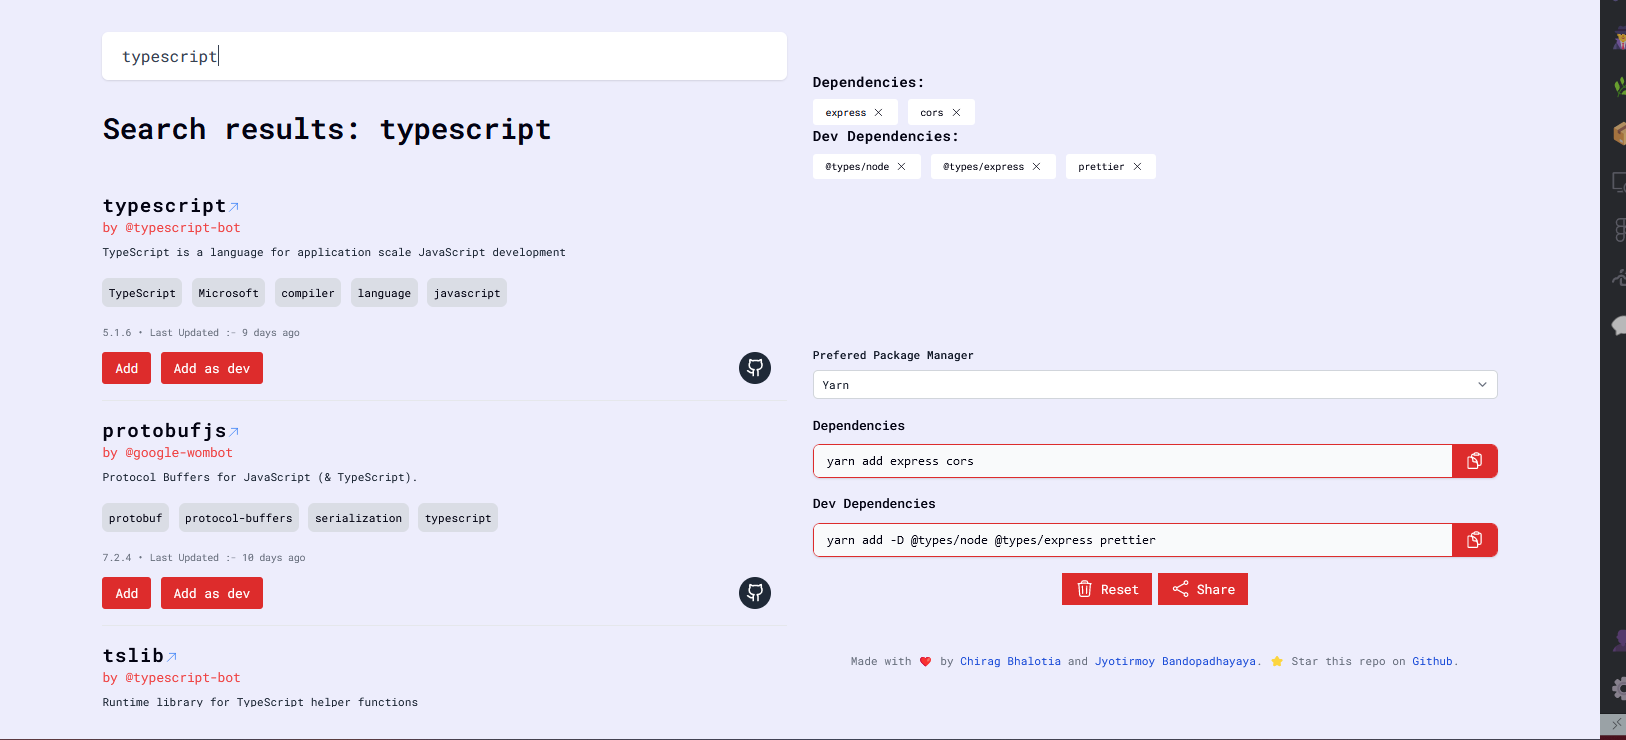 typescript
Search results: typescript
typescript
by @typescript-bot
TypeScript is a language for application scale JavaScript development
TypeScript Microsoft compiler language javascript
5.1.6 • Last Updated :- 9 days ago
Add Add as dev
protobufjs
by @google-wombot
Protocol Buffers for JavaScript (& TypeScript).
protobuf protocol-buffers serialization typescript
7.2.4 • Last Updated :- 10 days ago
Add Add as dev
tslib
by @typescript-bot
Runtime library for TypeScript helper functions
Dependencies:
express cors
Dev Dependencies:
@types/node @types/express prettier
Prefered Package Manager
Yarn
Dependencies
yarn add express cors
Dev Dependencies
yarn add -D @types/node @types/express prettier
Reset Share
Made with ❤️ by Chirag Bhalotia and Jyotirmoy Bandopadhayaya. ⭐ Star this repo on Github.